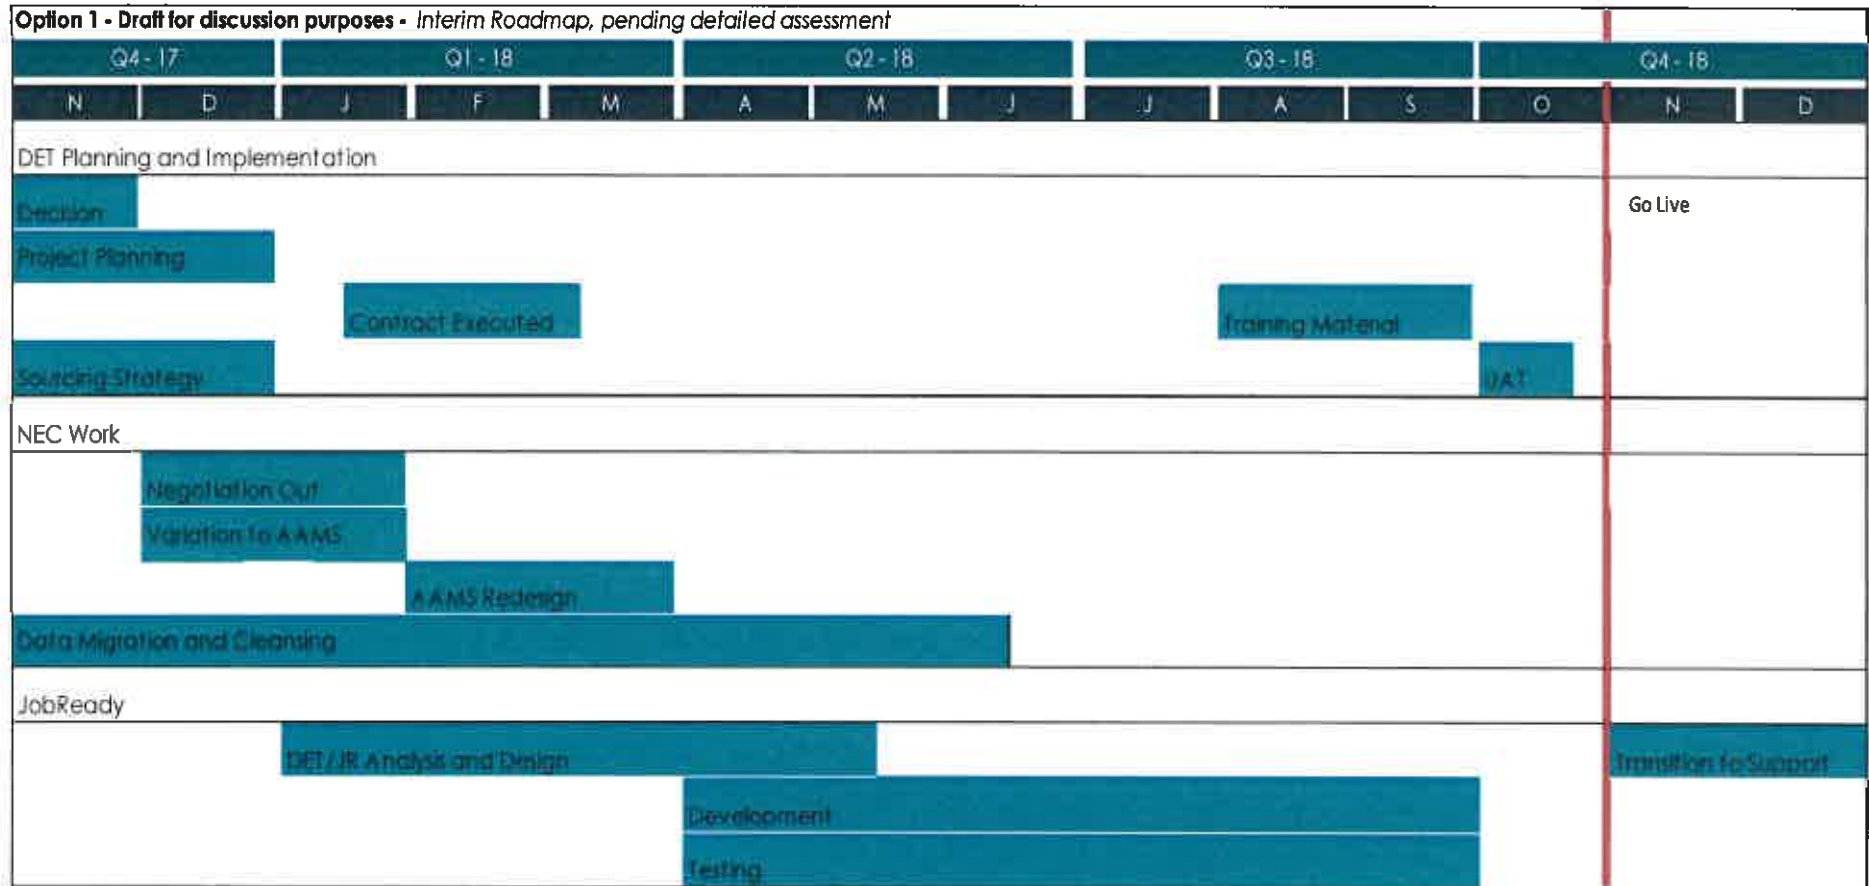 Option 1 - Draft for discussion purposes - Interim Roadmap, pending detailed assessment
Q4 - 17 Q1 - 18 Q2 - 18 Q3 - 18 Q4 - 18
N D J F M A M J J A S O N D
DET Planning and Implementation
Decision
Go Live
Project Planning
Contract Executed
Training Material
Sourcing Strategy
UAT
NEC Work
Negotiation Out
Variation to AAMS
AAMS Redesign
Data Migration and Cleansing
JobReady
DET/JR Analysis and Design
Transition to Support
Development
Testing